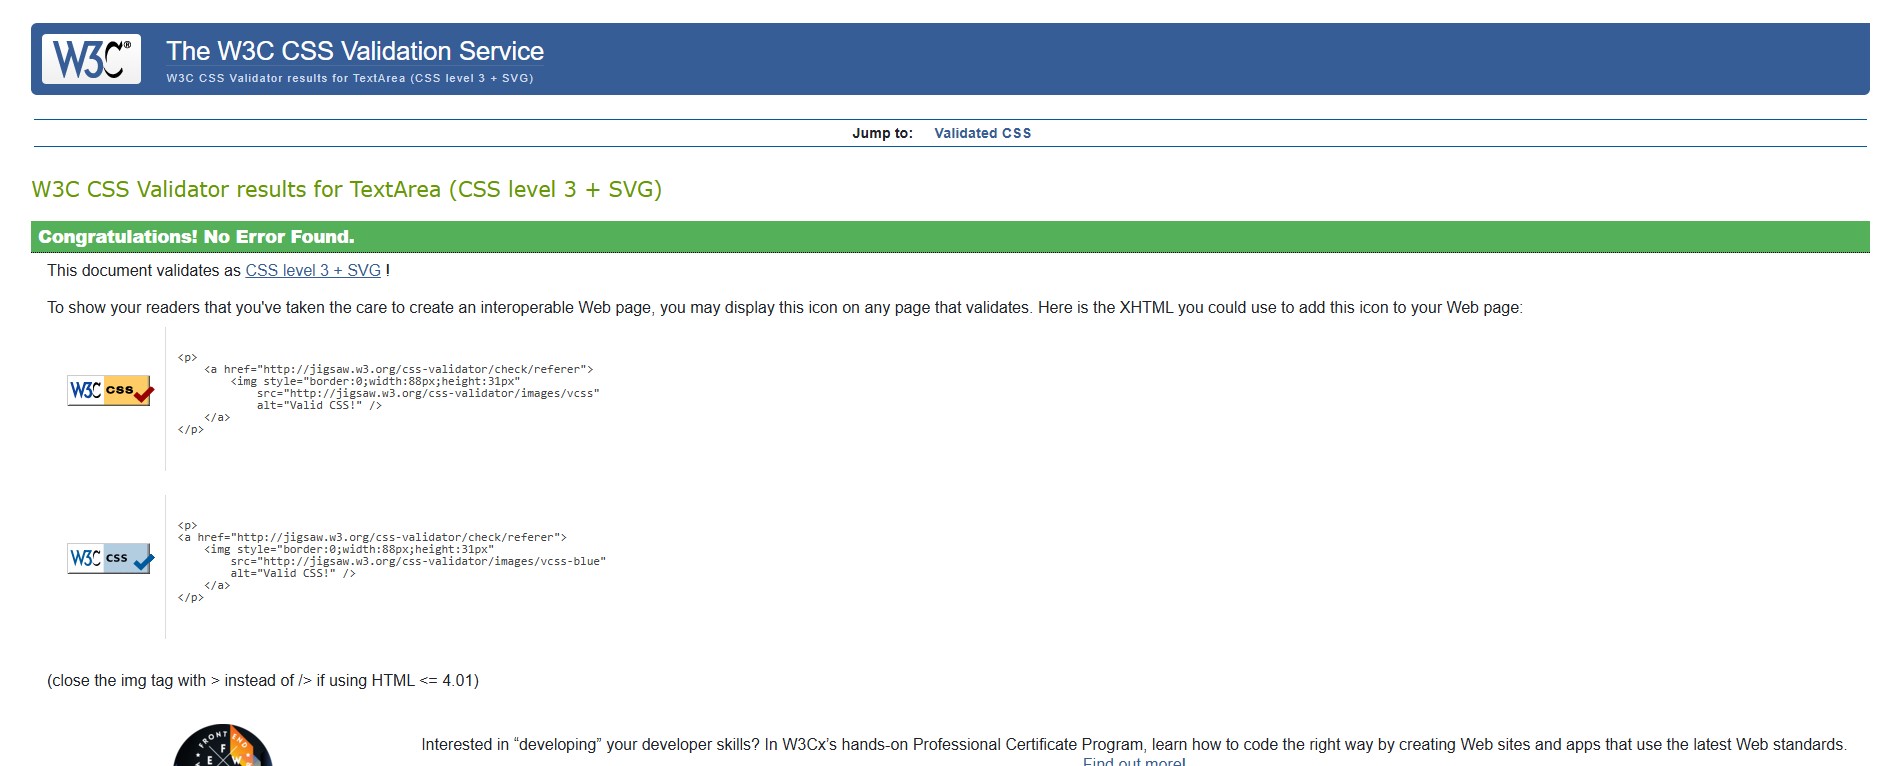 W3C®
The W3C CSS Validation Service
W3C CSS Validator results for TextArea (CSS level 3 + SVG)
Jump to: Validated CSS
W3C CSS Validator results for TextArea (CSS level 3 + SVG)
Congratulations! No Error Found.
This document validates as CSS level 3 + SVG !
To show your readers that you've taken the care to create an interoperable Web page, you may display this icon on any page that validates. Here is the XHTML you could use to add this icon to your Web page:
W3C css
<p>
    <a href="http://jigsaw.w3.org/css-validator/check/referer">
        <img style="border:0;width:88px;height:31px"
            src="http://jigsaw.w3.org/css-validator/images/vcss"
            alt="Valid CSS!" />
    </a>
</p>
W3C css
<p>
<a href="http://jigsaw.w3.org/css-validator/check/referer">
    <img style="border:0;width:88px;height:31px"
        src="http://jigsaw.w3.org/css-validator/images/vcss-blue"
        alt="Valid CSS!" />
    </a>
</p>
(close the img tag with > instead of /> if using HTML <= 4.01)
FRONT END
F
E W
Interested in “developing” your developer skills? In W3Cx’s hands-on Professional Certificate Program, learn how to code the right way by creating Web sites and apps that use the latest Web standards.
Find out more!